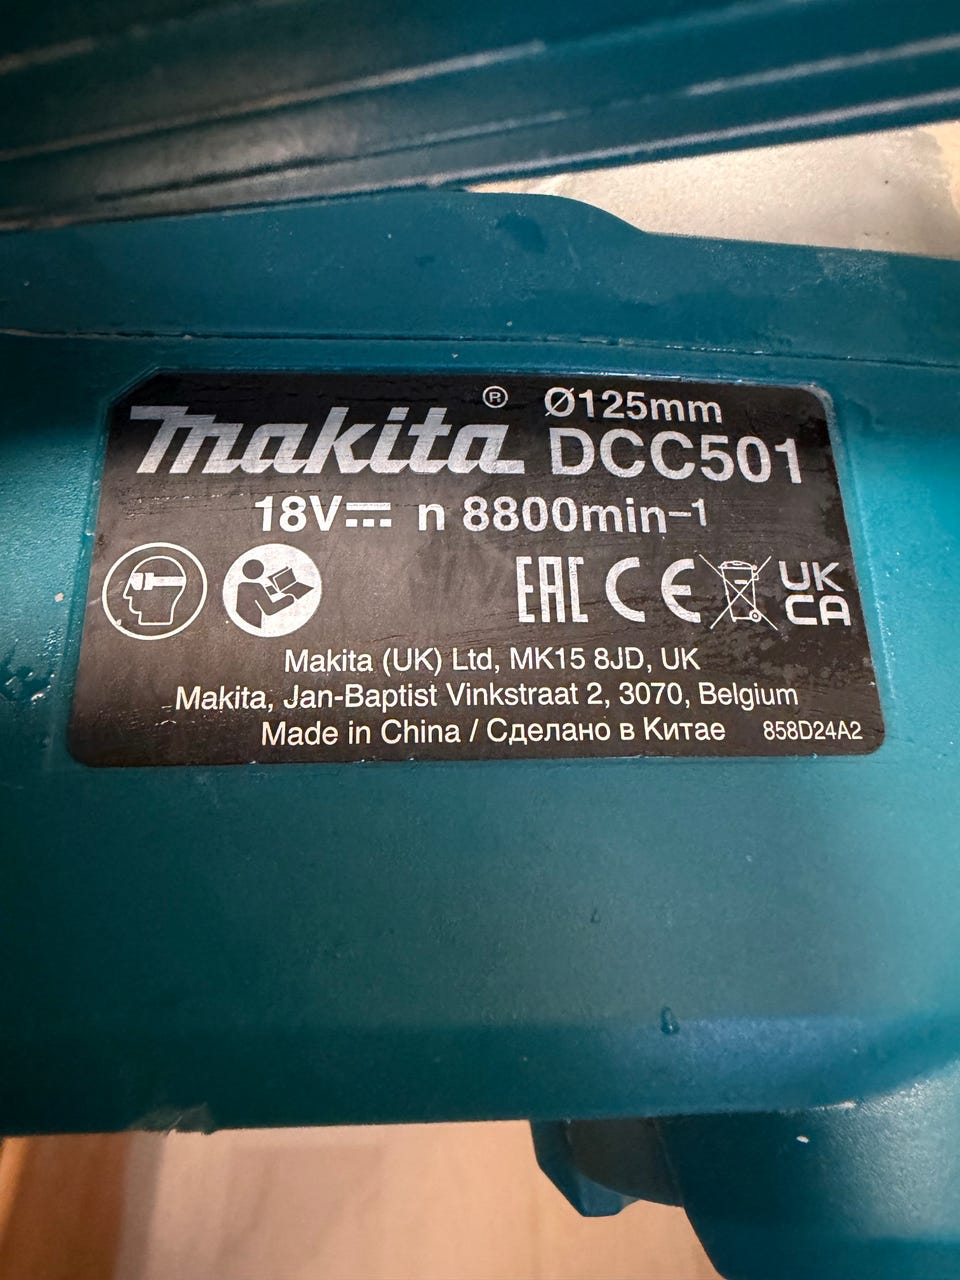 makita® Ø125mm
DCC501
18V⎓ n 8800min⁻¹
EAC CE UK
CA
Makita (UK) Ltd, MK15 8JD, UK
Makita, Jan-Baptist Vinkstraat 2, 3070, Belgium
Made in China / Сделано в Китае 858D24A2